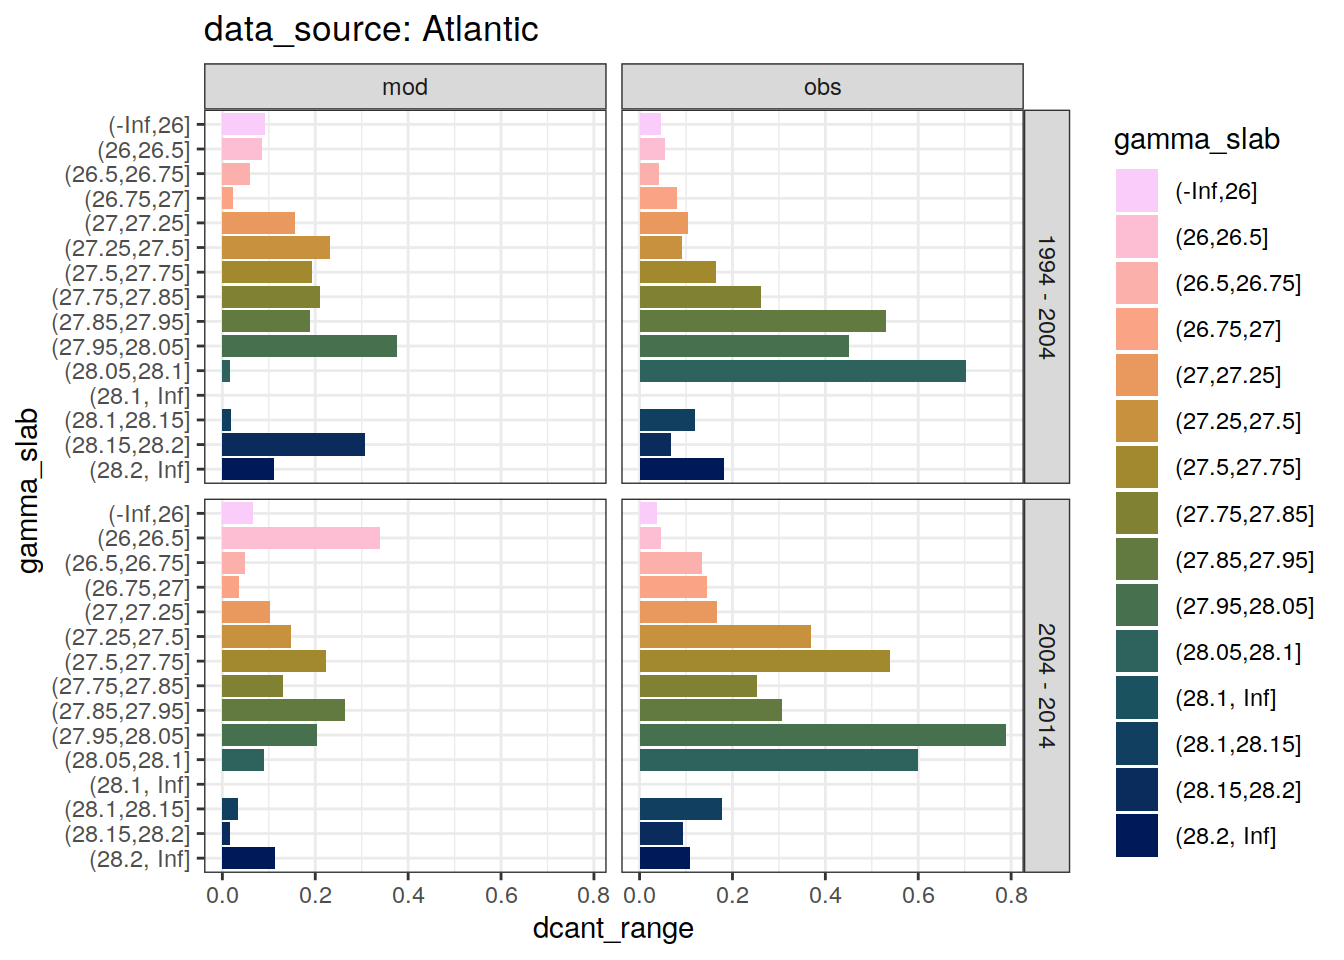 data_source: Atlantic
mod
obs
(-Inf,26]
(26,26.5]
(26.5,26.75]
(26.75,27]
(27,27.25]
(27.25,27.5]
(27.5,27.75]
(27.75,27.85]
(27.85,27.95]
(27.95,28.05]
(28.05,28.1]
(28.1, Inf]
(28.1,28.15]
(28.15,28.2]
(28.2, Inf]
1994 - 2004
(-Inf,26]
(26,26.5]
(26.5,26.75]
(26.75,27]
(27,27.25]
(27.25,27.5]
(27.5,27.75]
(27.75,27.85]
(27.85,27.95]
(27.95,28.05]
(28.05,28.1]
(28.1, Inf]
(28.1,28.15]
(28.15,28.2]
(28.2, Inf]
2004 - 2014
gamma_slab
0.0 0.2 0.4 0.6 0.8
0.0 0.2 0.4 0.6 0.8
dcant_range
gamma_slab
(-Inf,26]
(26,26.5]
(26.5,26.75]
(26.75,27]
(27,27.25]
(27.25,27.5]
(27.5,27.75]
(27.75,27.85]
(27.85,27.95]
(27.95,28.05]
(28.05,28.1]
(28.1, Inf]
(28.1,28.15]
(28.15,28.2]
(28.2, Inf]